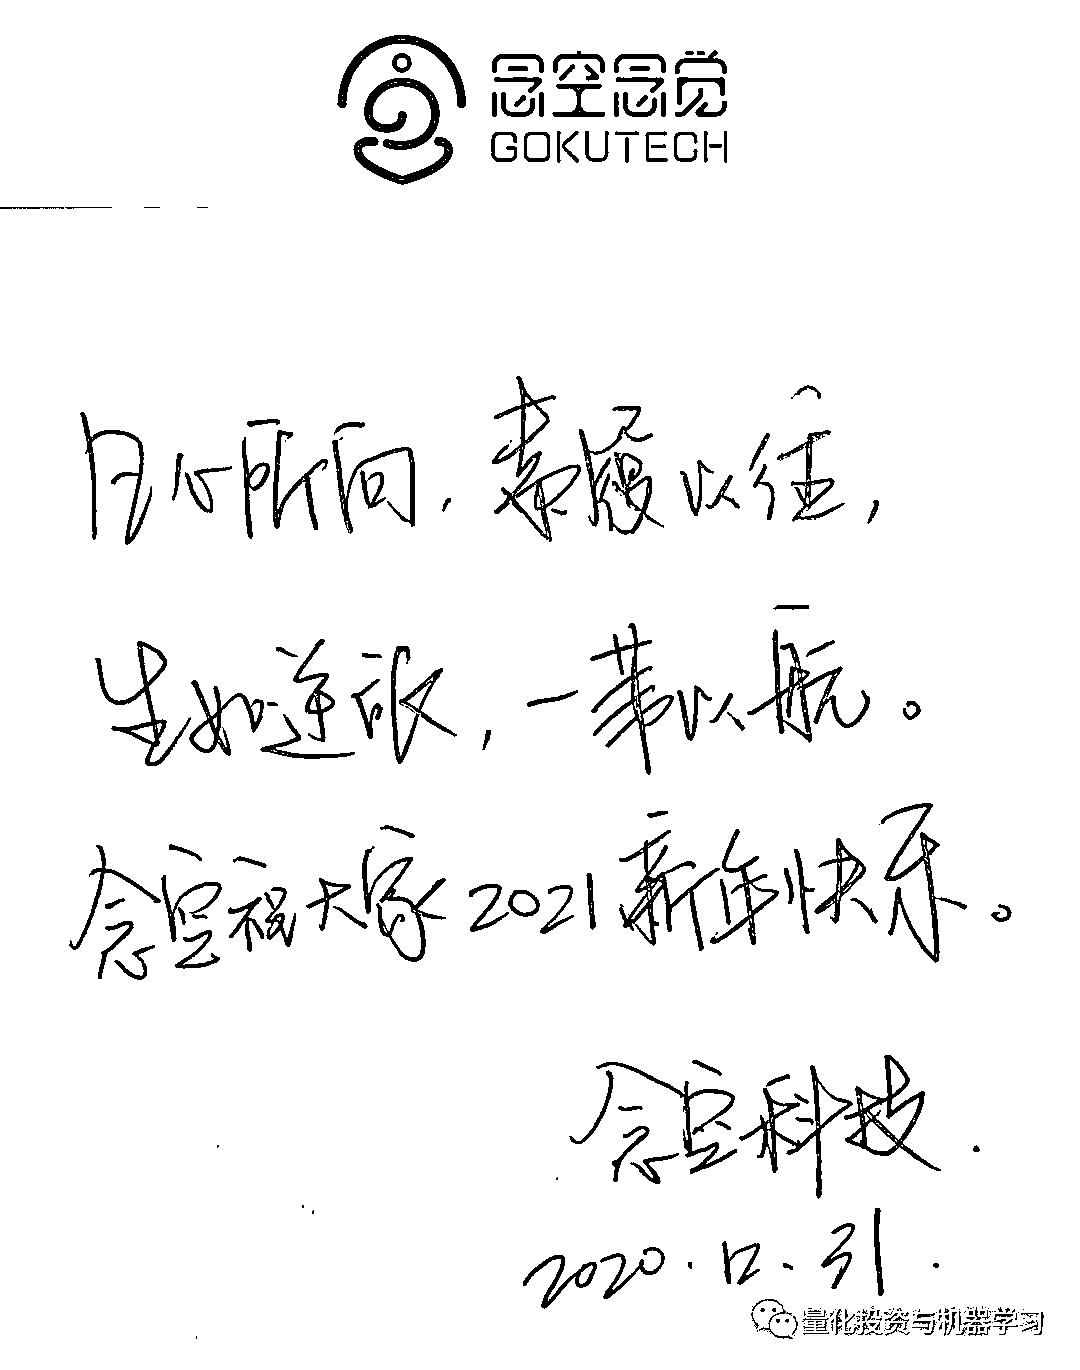 念空念觉
GOKUTECH
凡心所向，素履以往，
生如逆旅，一苇以航。
念空祝大家2021新年快乐。
念空科技.
2020.12.31.
量化投资与机器学习